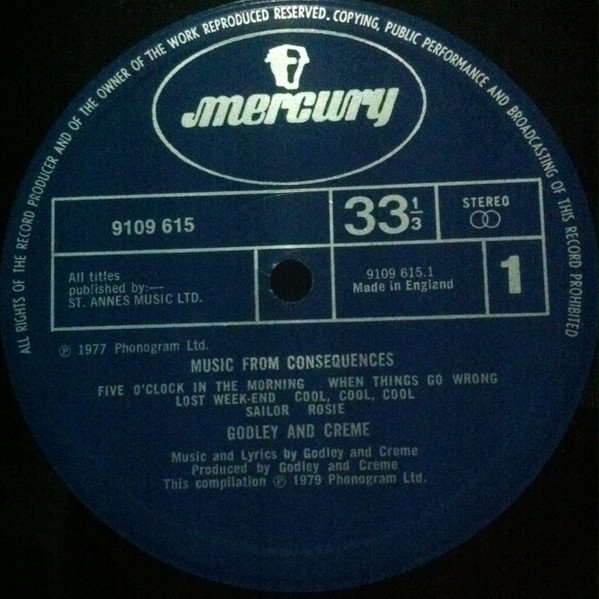 ALL RIGHTS OF THE RECORD PRODUCER AND OF THE OWNER OF THE WORK REPRODUCED RESERVED. COPYING, PUBLIC PERFORMANCE AND BROADCASTING OF THIS RECORD PROHIBITED
mercury
9109 615
33 1/3
STEREO
All titles
published by:—
ST. ANNES MUSIC LTD.
9109 615.1
Made in England
1
℗ 1977 Phonogram Ltd.
MUSIC FROM CONSEQUENCES
FIVE O'CLOCK IN THE MORNING WHEN THINGS GO WRONG
LOST WEEK-END COOL, COOL, COOL
SAILOR ROSIE
GODLEY AND CREME
Music and Lyrics by Godley and Creme
Produced by Godley and Creme
This compilation ℗ 1979 Phonogram Ltd.